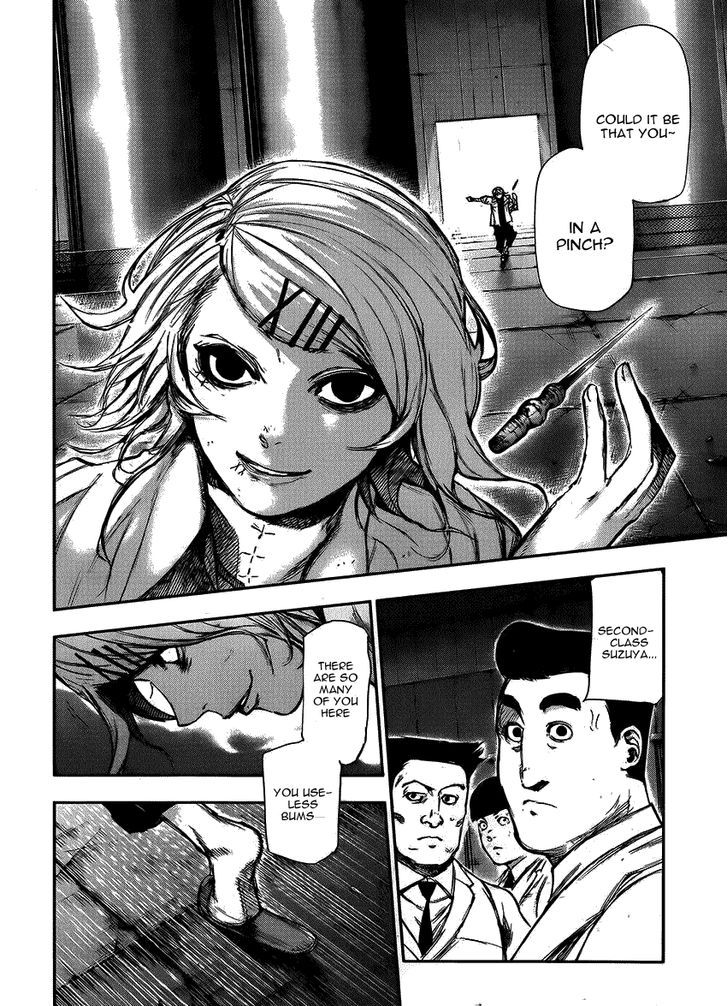 COULD IT BE
THAT YOU~
IN A
PINCH?
XIII
SECOND-
CLASS
SUZUYA...
THERE
ARE SO
MANY
OF YOU
HERE
YOU USE-
LESS
BUMS